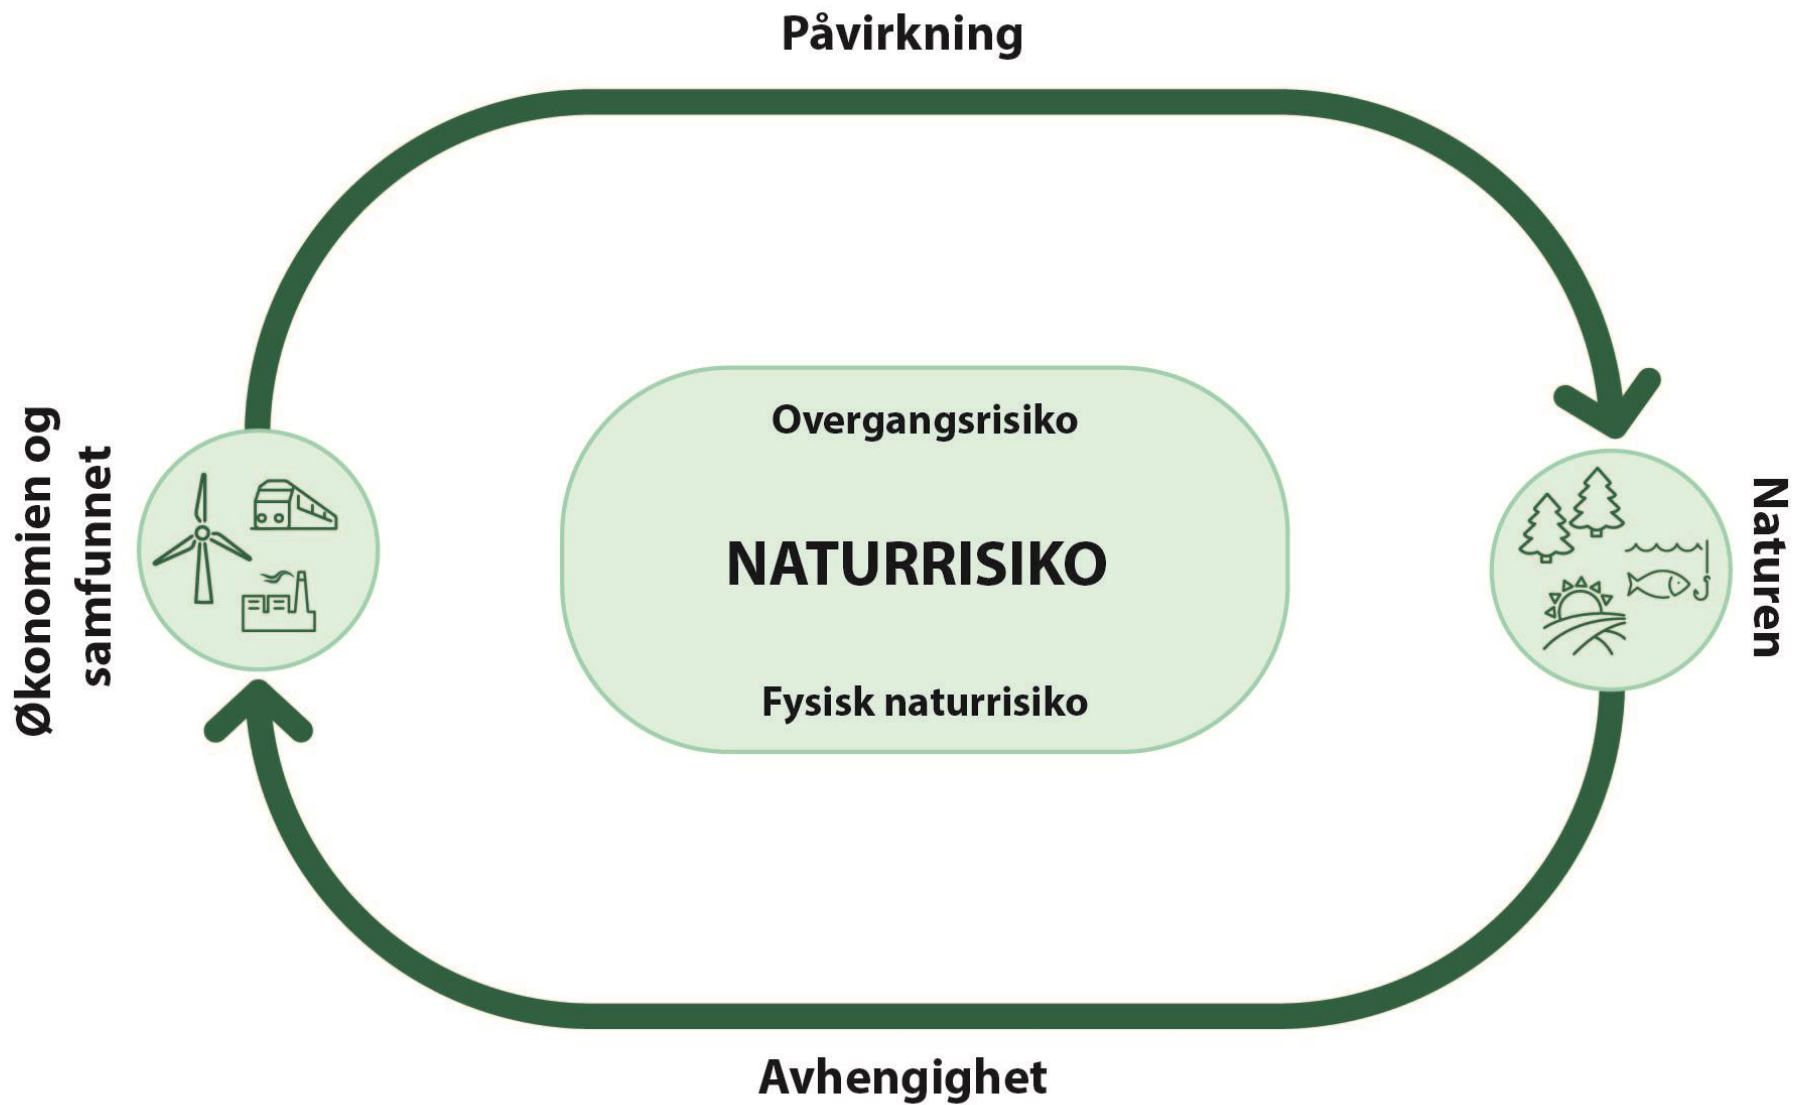 Påvirkning
Økonomien og
samfunnet
Overgangsrisiko
NATURRISIKO
Fysisk naturrisiko
Naturen
Avhengighet